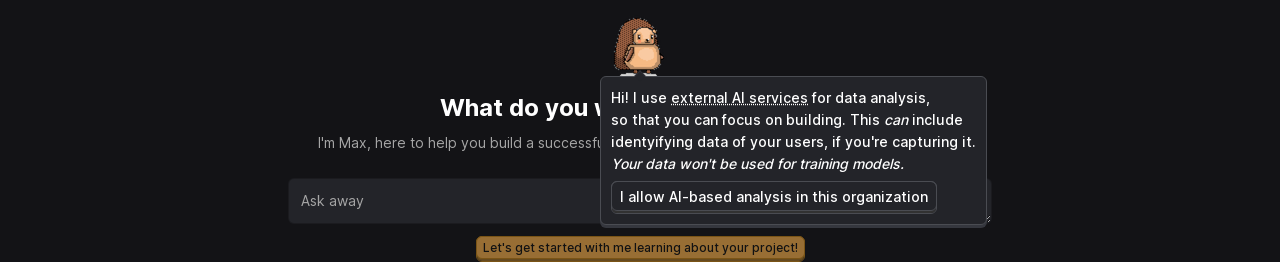 What do you w
I'm Max, here to help you build a successfu
Hi! I use external AI services for data analysis,
so that you can focus on building. This can include
identyifying data of your users, if you're capturing it.
Your data won't be used for training models.
I allow AI-based analysis in this organization
Ask away
Let's get started with me learning about your project!